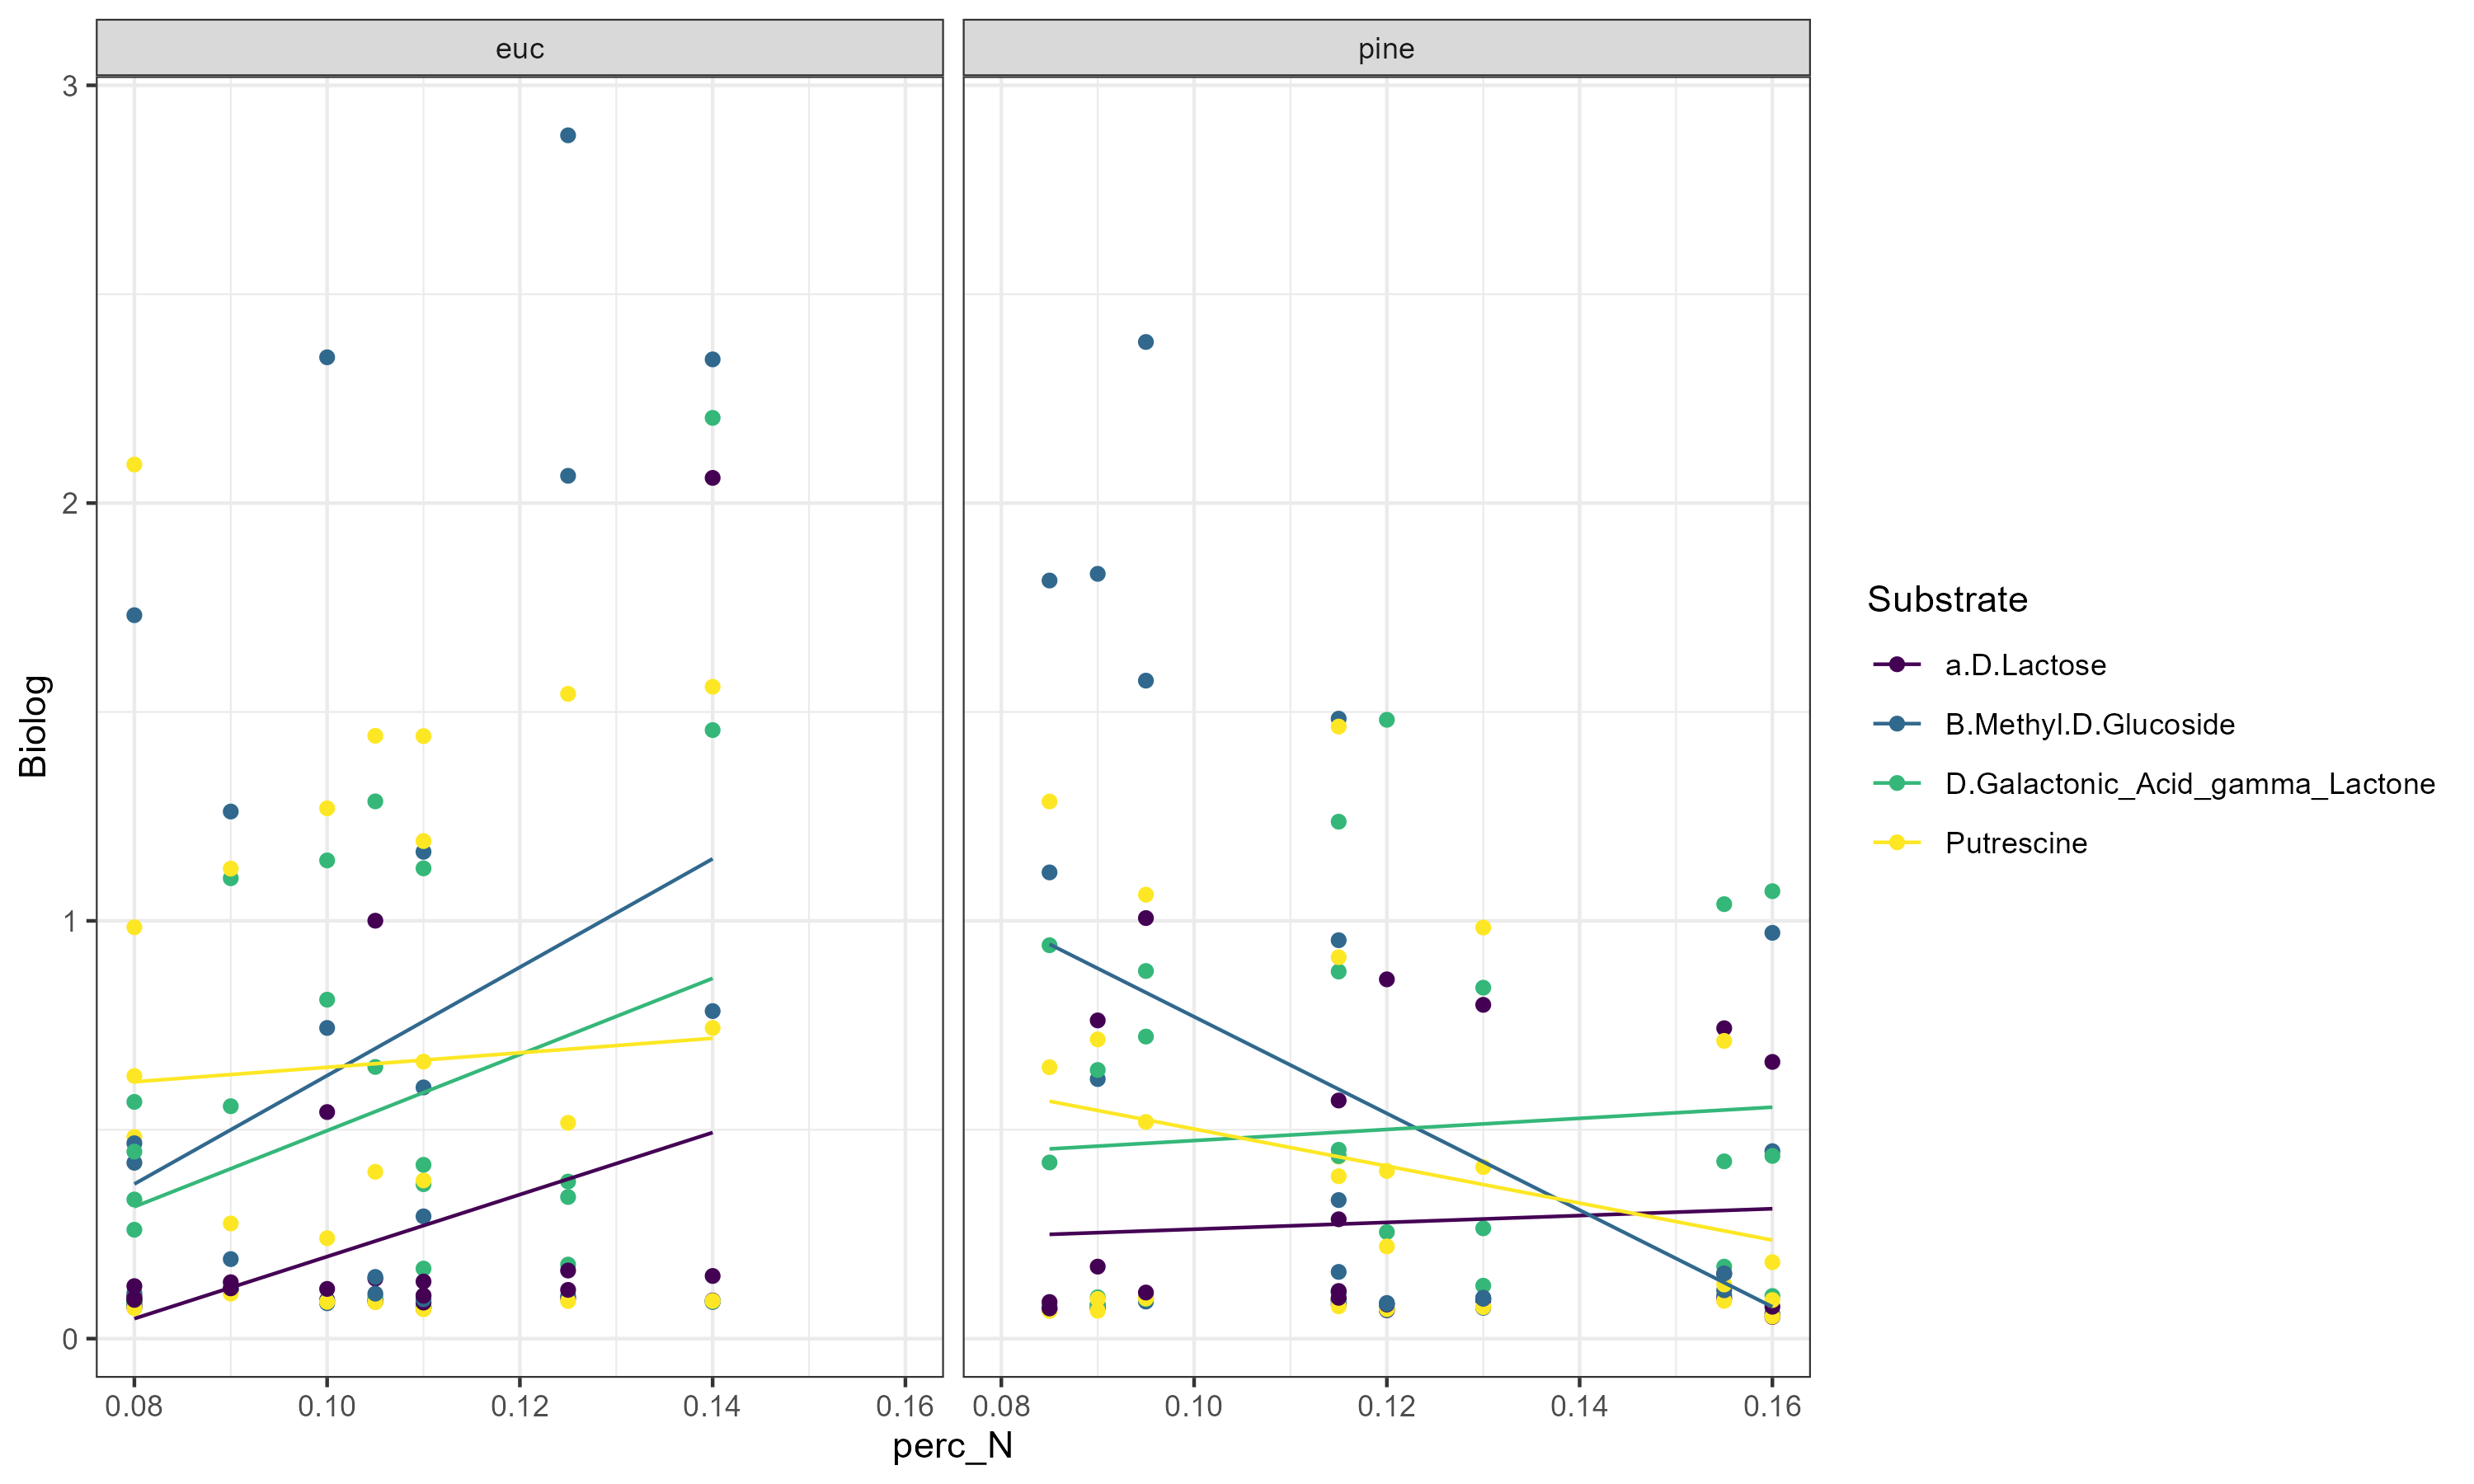 euc
pine
3
2
1
0
Biolog
0.08 0.10 0.12 0.14 0.16
0.08 0.10 0.12 0.14 0.16
perc_N
Substrate
a.D.Lactose
B.Methyl.D.Glucoside
D.Galactonic_Acid_gamma_Lactone
Putrescine